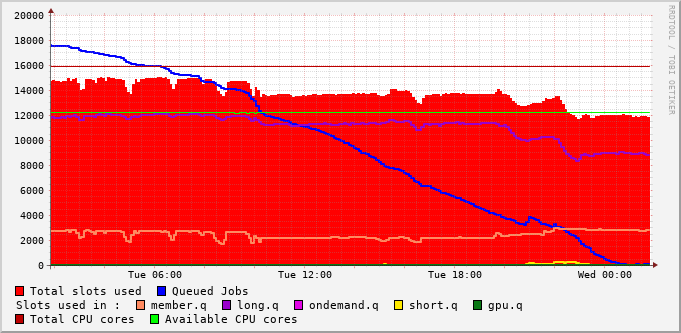 20000
18000
16000
14000
12000
10000
8000
6000
4000
2000
0
Tue 06:00 Tue 12:00 Tue 18:00 Wed 00:00
RRDTOOL / TOBI OETIKER
Total slots used Queued Jobs
Slots used in : member.q long.q ondemand.q short.q gpu.q
Total CPU cores Available CPU cores